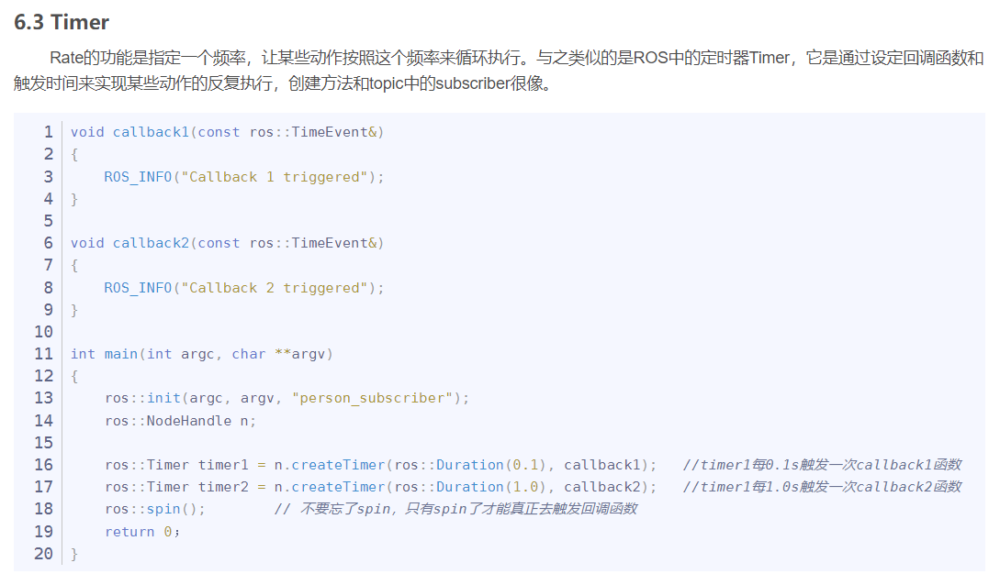 6.3 Timer
Rate的功能是指定一个频率，让某些动作按照这个频率来循环执行。与之类似的是ROS中的定时器Timer，它是通过设定回调函数和
触发时间来实现某些动作的反复执行，创建方法和topic中的subscriber很像。
1 void callback1(const ros::TimeEvent&)
2 {
3     ROS_INFO("Callback 1 triggered");
4 }
5
6 void callback2(const ros::TimeEvent&)
7 {
8     ROS_INFO("Callback 2 triggered");
9 }
10
11 int main(int argc, char **argv)
12 {
13     ros::init(argc, argv, "person_subscriber");
14     ros::NodeHandle n;
15
16     ros::Timer timer1 = n.createTimer(ros::Duration(0.1), callback1);   //timer1每0.1s触发一次callback1函数
17     ros::Timer timer2 = n.createTimer(ros::Duration(1.0), callback2);   //timer1每1.0s触发一次callback2函数
18     ros::spin();        // 不要忘了spin，只有spin了才能真正去触发回调函数
19     return 0；
20 }